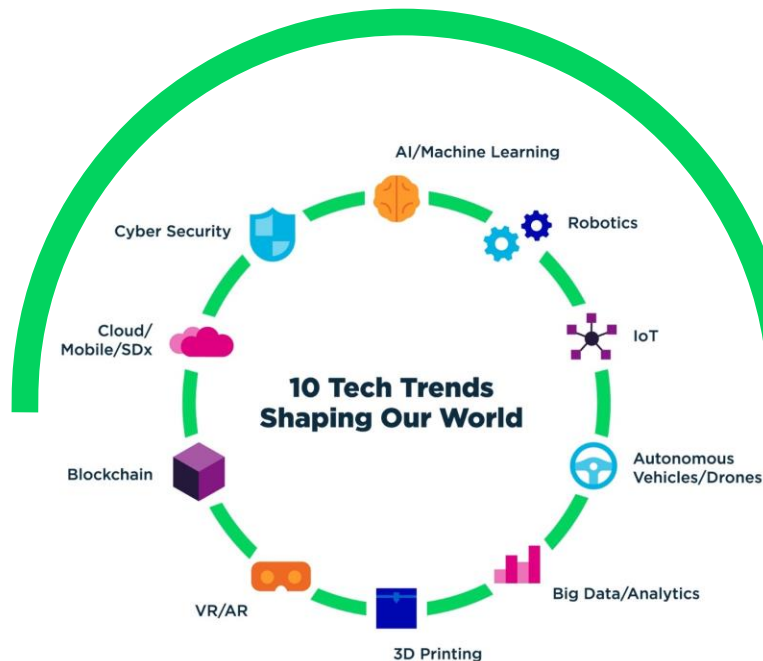 AI/Machine Learning
Robotics
IoT
Autonomous
Vehicles/Drones
Big Data/Analytics
3D Printing
VR/AR
Blockchain
Cloud/
Mobile/SDx
Cyber Security
10 Tech Trends
Shaping Our World